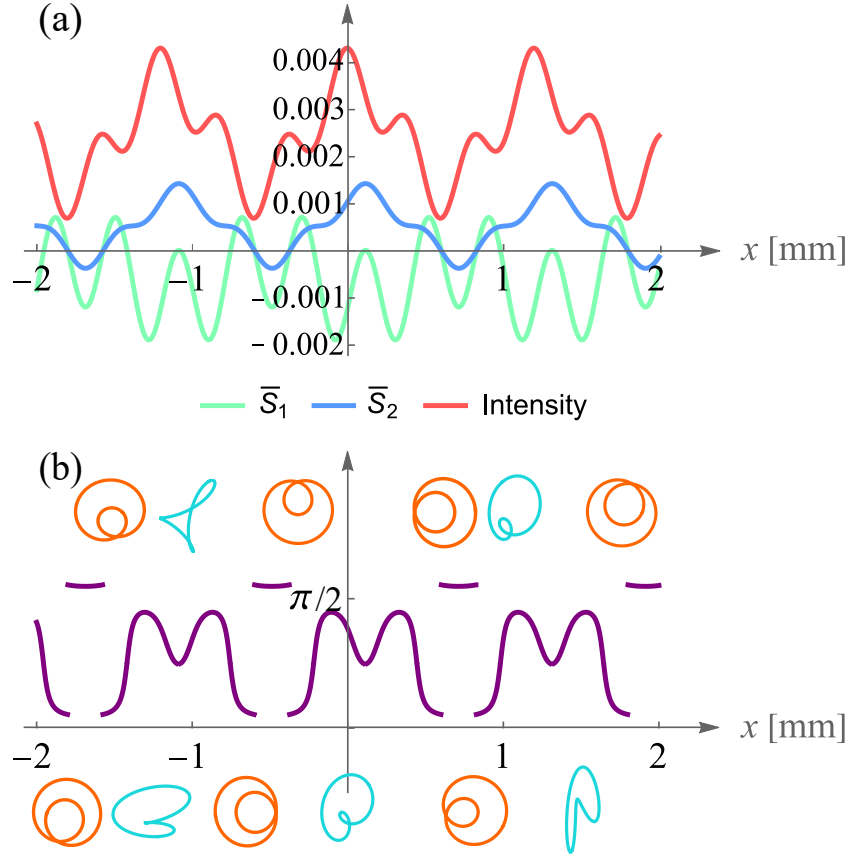 (a)
0.004
0.003
0.002
0.001
x [mm]
−2 −1 1 2
−0.001
−0.002
S̅₁ S̅₂ Intensity
(b)
π/2
x [mm]
−2 −1 1 2